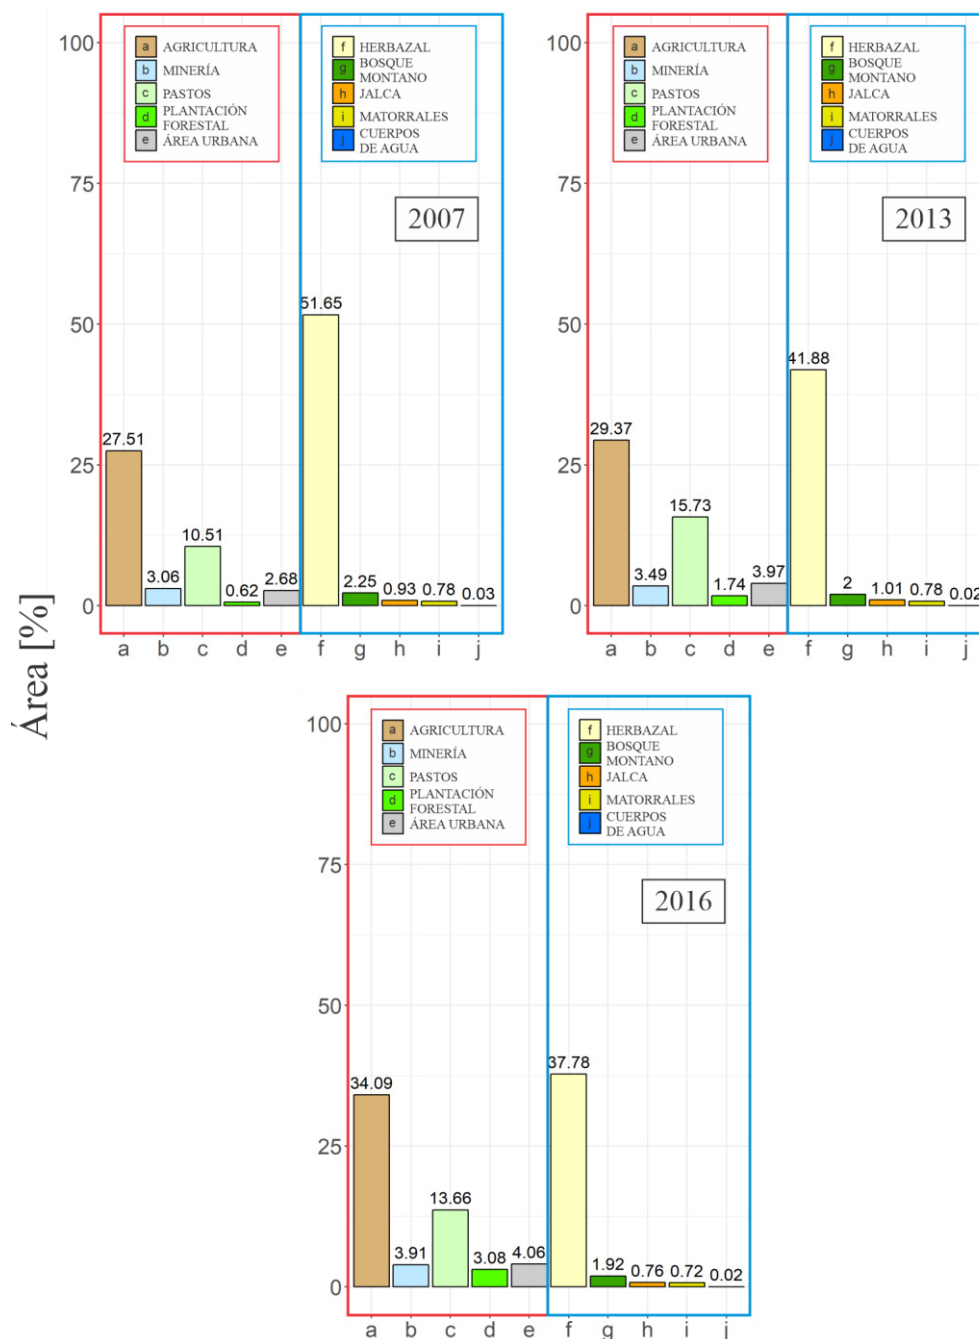 Área [%]
100
75
50
25
0
a AGRICULTURA
b MINERÍA
c PASTOS
d PLANTACIÓN
FORESTAL
e ÁREA URBANA
f HERBAZAL
g BOSQUE
MONTANO
h JALCA
i MATORRALES
j CUERPOS
DE AGUA
2007
27.51
3.06
10.51
0.62
2.68
51.65
2.25
0.93
0.78
0.03
a b c d e f g h i j
100
75
50
25
0
a AGRICULTURA
b MINERÍA
c PASTOS
d PLANTACIÓN
FORESTAL
e ÁREA URBANA
f HERBAZAL
g BOSQUE
MONTANO
h JALCA
i MATORRALES
j CUERPOS
DE AGUA
2013
29.37
3.49
15.73
1.74
3.97
41.88
2
1.01
0.78
0.02
a b c d e f g h i j
100
75
50
25
0
a AGRICULTURA
b MINERÍA
c PASTOS
d PLANTACIÓN
FORESTAL
e ÁREA URBANA
f HERBAZAL
g BOSQUE
MONTANO
h JALCA
i MATORRALES
j CUERPOS
DE AGUA
2016
34.09
3.91
13.66
3.08
4.06
37.78
1.92
0.76
0.72
0.02
a b c d e f g h i j